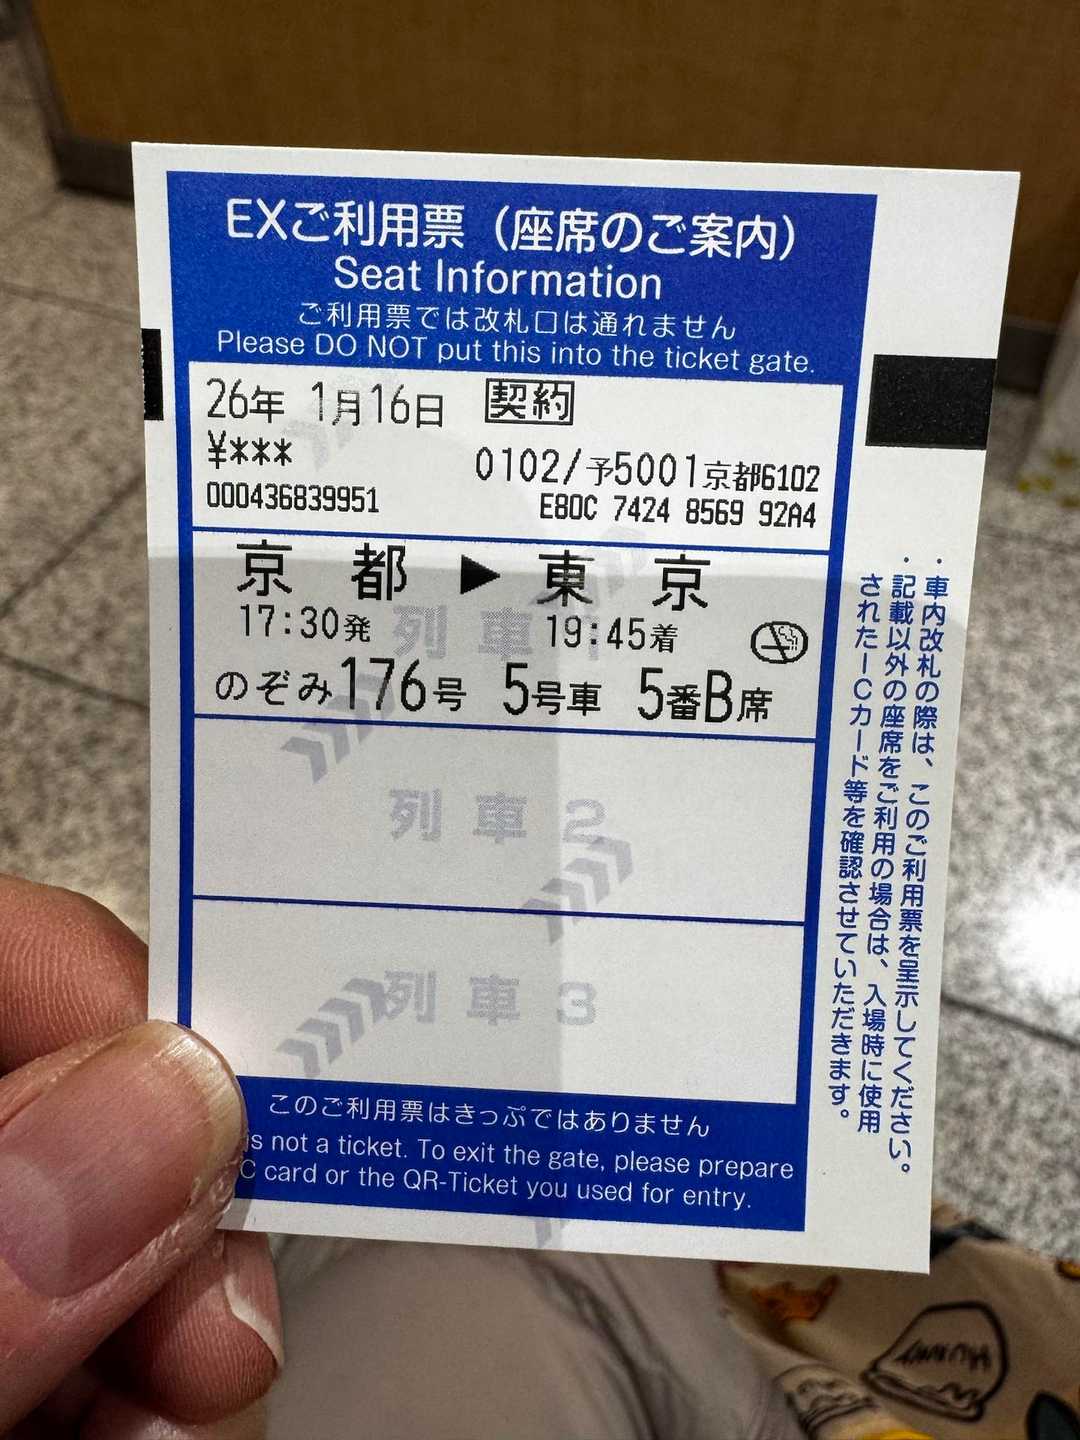 EXご利用票（座席のご案内）
Seat Information
ご利用票では改札口は通れません
Please DO NOT put this into the ticket gate.
26年 1月16日 契約
¥***
0102/予5001京都6102
000436839951
E80C 7424 8569 92A4
京都▶東京
17:30発 19:45着
のぞみ176号 5号車 5番B席
列車1
列車2
列車3
このご利用票はきっぷではありません
is not a ticket. To exit the gate, please prepare
C card or the QR-Ticket you used for entry.
・車内改札の際は、このご利用票を呈示してください。
・記載以外の座席をご利用の場合は、入場時に使用
されたICカード等を確認させていただきます。